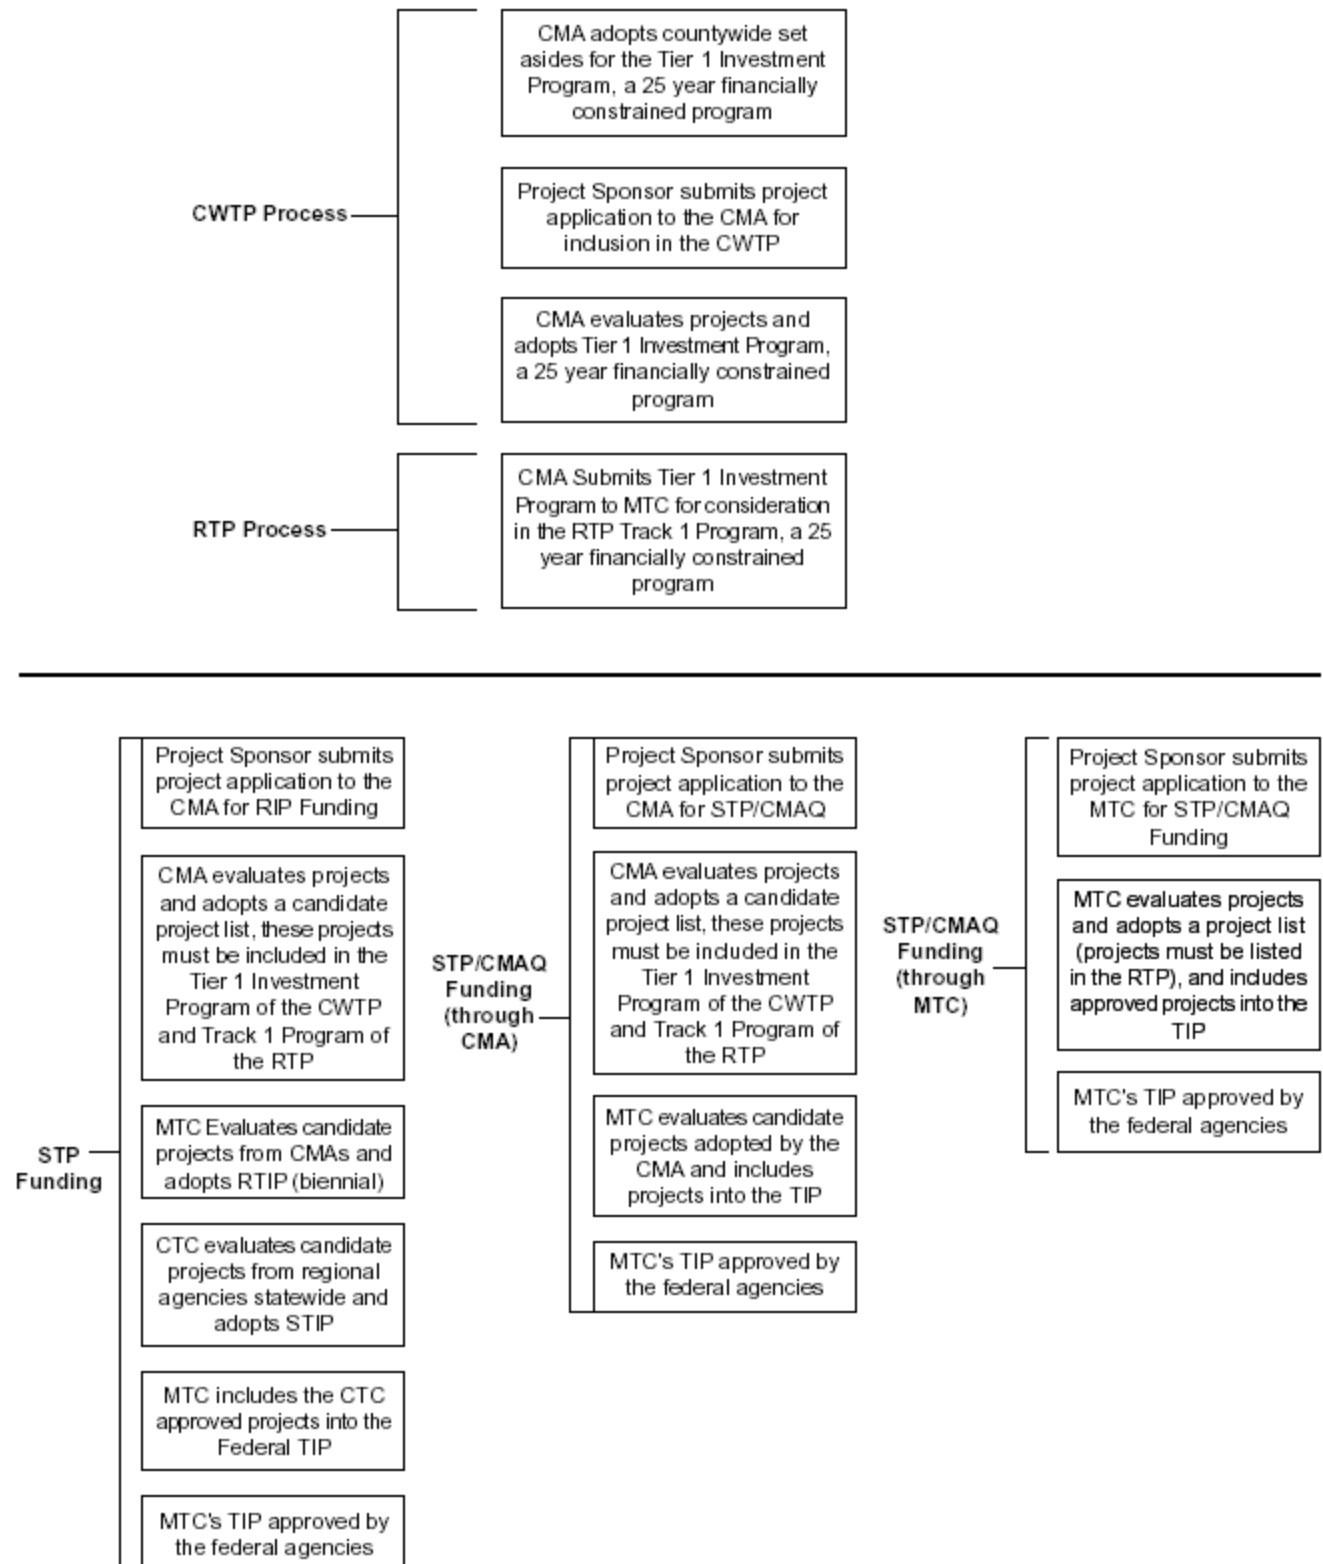 CMA adopts countywide set
asides for the Tier 1 Investment
Program, a 25 year financially
constrained program
CWTP Process
Project Sponsor submits project
application to the CMA for
inclusion in the CWTP
CMA evaluates projects and
adopts Tier 1 Investment Program,
a 25 year financially constrained
program
RTP Process
CMA Submits Tier 1 Investment
Program to MTC for consideration
in the RTP Track 1 Program, a 25
year financially constrained
program
STP
Funding
Project Sponsor submits
project application to the
CMA for RIP Funding
CMA evaluates projects
and adopts a candidate
project list, these projects
must be included in the
Tier 1 Investment
Program of the CWTP
and Track 1 Program of
the RTP
MTC Evaluates candidate
projects from CMAs and
adopts RTIP (biennial)
CTC evaluates candidate
projects from regional
agencies statewide and
adopts STIP
MTC includes the CTC
approved projects into the
Federal TIP
MTC's TIP approved by
the federal agencies
STP/CMAQ
Funding
(through
CMA)
Project Sponsor submits
project application to the
CMA for STP/CMAQ
CMA evaluates projects
and adopts a candidate
project list, these projects
must be included in the
Tier 1 Investment
Program of the CWTP
and Track 1 Program of
the RTP
MTC evaluates candidate
projects adopted by the
CMA and includes
projects into the TIP
MTC's TIP approved by
the federal agencies
STP/CMAQ
Funding
(through
MTC)
Project Sponsor submits
project application to the
MTC for STP/CMAQ
Funding
MTC evaluates projects
and adopts a project list
(projects must be listed
in the RTP), and includes
approved projects into the
TIP
MTC's TIP approved by
the federal agencies